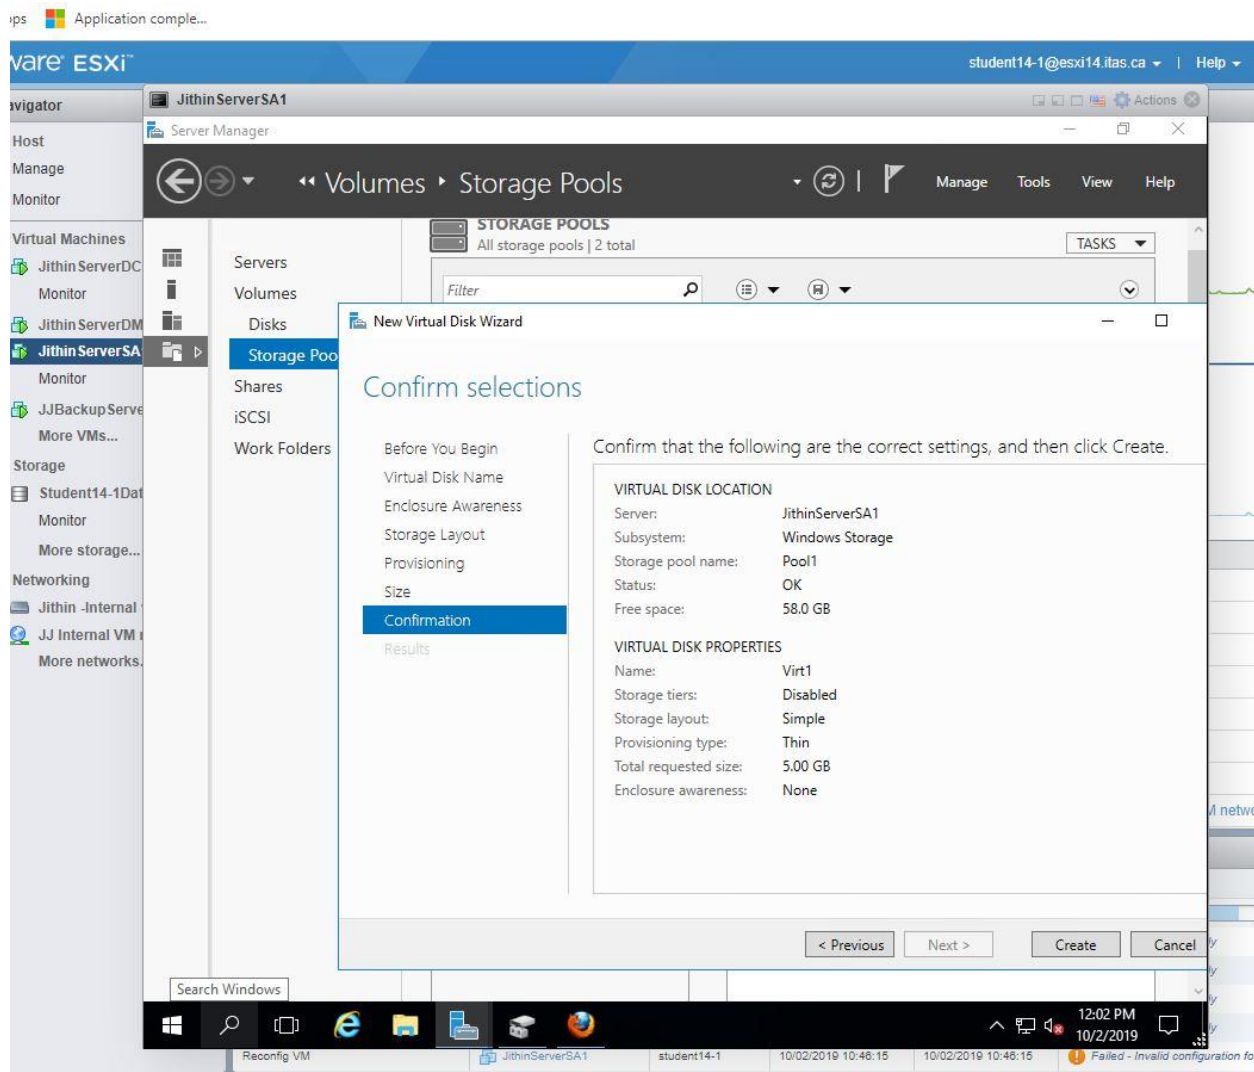 ops Application comple...
ware ESXi™
student14-1@esxi14.itas.ca | Help
avigator
Host
Manage
Monitor
Virtual Machines
JithinServerDC
Monitor
JithinServerDM
JithinServerSA
Monitor
JJBackupServe
More VMs...
Storage
Student14-1Dat
Monitor
More storage...
Networking
Jithin -Internal
JJ Internal VM
More networks.
JithinServerSA1
Actions
Server Manager
Volumes Storage Pools
Manage Tools View Help
Servers
Volumes
Disks
Storage Poo
Shares
iSCSI
Work Folders
STORAGE POOLS
All storage pools | 2 total
TASKS
Filter
New Virtual Disk Wizard
Confirm selections
Before You Begin
Virtual Disk Name
Enclosure Awareness
Storage Layout
Provisioning
Size
Confirmation
Results
Confirm that the following are the correct settings, and then click Create.
VIRTUAL DISK LOCATION
Server: JithinServerSA1
Subsystem: Windows Storage
Storage pool name: Pool1
Status: OK
Free space: 58.0 GB
VIRTUAL DISK PROPERTIES
Name: Virt1
Storage tiers: Disabled
Storage layout: Simple
Provisioning type: Thin
Total requested size: 5.00 GB
Enclosure awareness: None
< Previous Next > Create Cancel
M netwo
ly
ly
ly
ly
Search Windows
12:02 PM
10/2/2019
Reconfig VM JithinServerSA1 student14-1 10/02/2019 10:46:15 10/02/2019 10:46:15 Failed - Invalid configuration fo